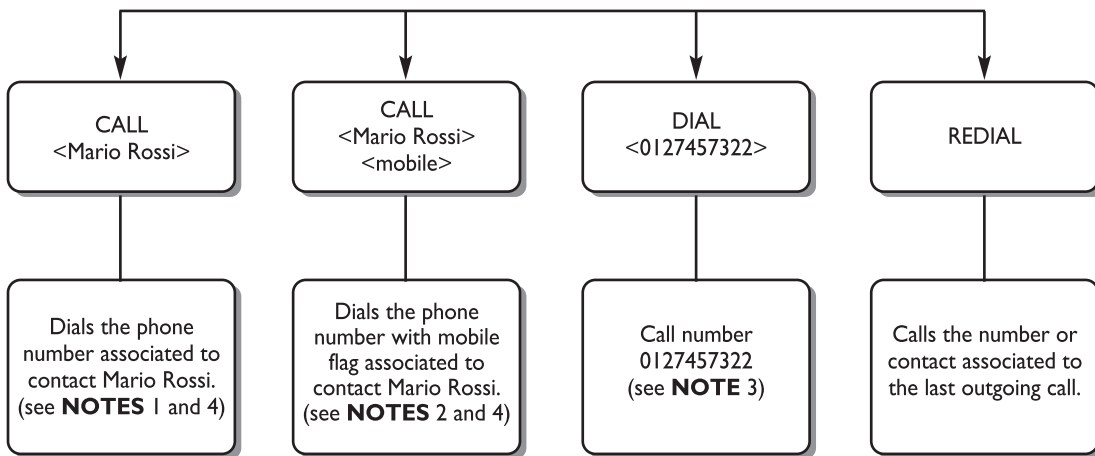 CALL
<Mario Rossi>
CALL
<Mario Rossi>
<mobile>
DIAL
<0127457322>
REDIAL
Dials the phone
number associated to
contact Mario Rossi.
(see NOTES 1 and 4)
Dials the phone
number with mobile
flag associated to
contact Mario Rossi.
(see NOTES 2 and 4)
Call number
0127457322
(see NOTE 3)
Calls the number or
contact associated to
the last outgoing call.